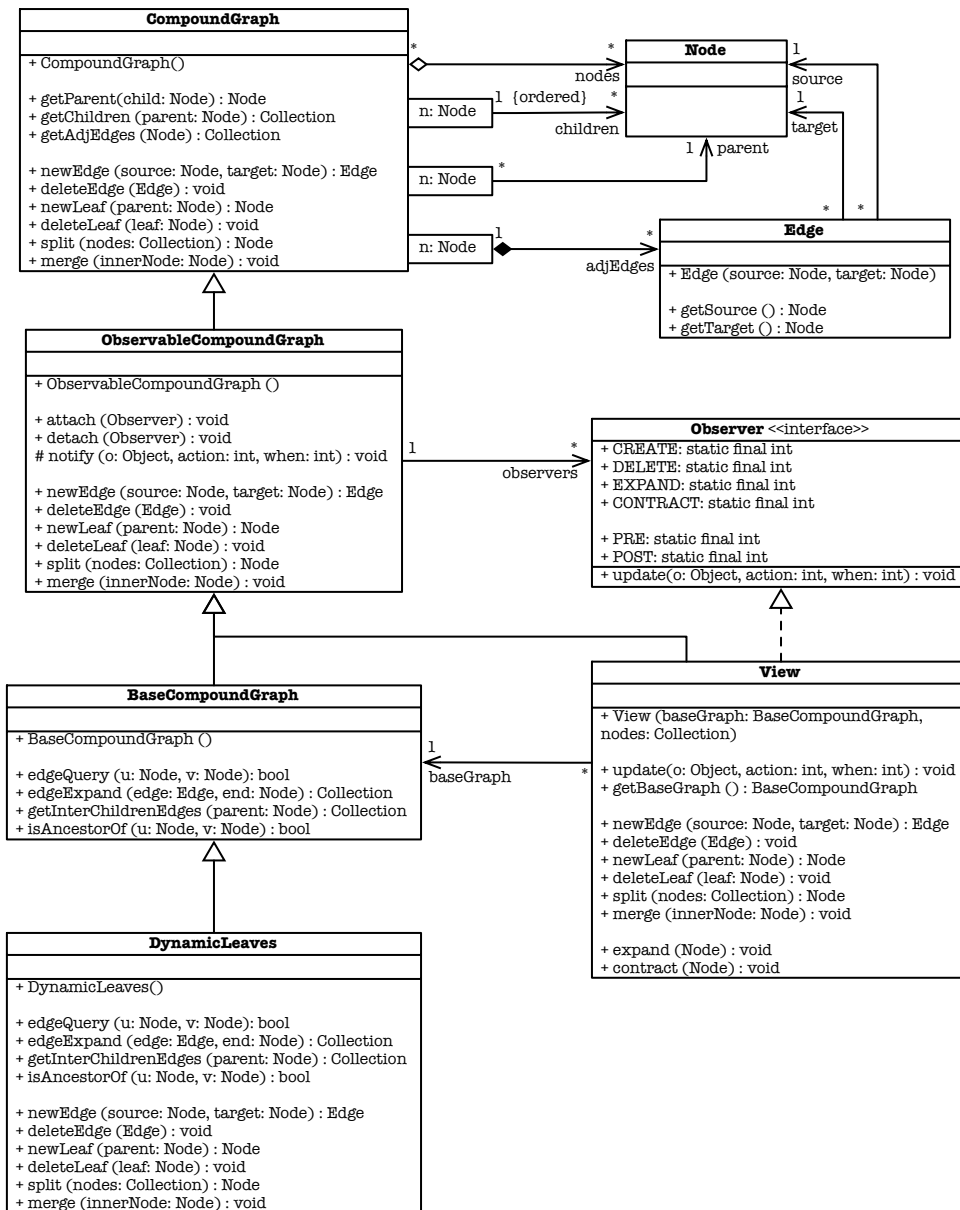 CompoundGraph
+ CompoundGraph()
+ getParent(child: Node) : Node
+ getChildren (parent: Node) : Collection
+ getAdjEdges (Node) : Collection
+ newEdge (source: Node, target: Node) : Edge
+ deleteEdge (Edge) : void
+ newLeaf (parent: Node) : Node
+ deleteLeaf (leaf: Node) : void
+ split (nodes: Collection) : Node
+ merge (innerNode: Node) : void
* *
nodes
n: Node
1 {ordered} *
children
n: Node
*
1 parent
n: Node
1 *
adjEdges
Node
1
source
1
target
* *
Edge
+ Edge (source: Node, target: Node)
+ getSource () : Node
+ getTarget () : Node
ObservableCompoundGraph
+ ObservableCompoundGraph ()
+ attach (Observer) : void
+ detach (Observer) : void
# notify (o: Object, action: int, when: int) : void
+ newEdge (source: Node, target: Node) : Edge
+ deleteEdge (Edge) : void
+ newLeaf (parent: Node) : Node
+ deleteLeaf (leaf: Node) : void
+ split (nodes: Collection) : Node
+ merge (innerNode: Node) : void
1 *
observers
Observer <<interface>>
+ CREATE: static final int
+ DELETE: static final int
+ EXPAND: static final int
+ CONTRACT: static final int
+ PRE: static final int
+ POST: static final int
+ update(o: Object, action: int, when: int) : void
BaseCompoundGraph
+ BaseCompoundGraph ()
+ edgeQuery (u: Node, v: Node): bool
+ edgeExpand (edge: Edge, end: Node) : Collection
+ getInterChildrenEdges (parent: Node) : Collection
+ isAncestorOf (u: Node, v: Node) : bool
1 *
baseGraph
View
+ View (baseGraph: BaseCompoundGraph,
nodes: Collection)
+ update(o: Object, action: int, when: int) : void
+ getBaseGraph () : BaseCompoundGraph
+ newEdge (source: Node, target: Node) : Edge
+ deleteEdge (Edge) : void
+ newLeaf (parent: Node) : Node
+ deleteLeaf (leaf: Node) : void
+ split (nodes: Collection) : Node
+ merge (innerNode: Node) : void
+ expand (Node) : void
+ contract (Node) : void
DynamicLeaves
+ DynamicLeaves()
+ edgeQuery (u: Node, v: Node): bool
+ edgeExpand (edge: Edge, end: Node) : Collection
+ getInterChildrenEdges (parent: Node) : Collection
+ isAncestorOf (u: Node, v: Node) : bool
+ newEdge (source: Node, target: Node) : Edge
+ deleteEdge (Edge) : void
+ newLeaf (parent: Node) : Node
+ deleteLeaf (leaf: Node) : void
+ split (nodes: Collection) : Node
+ merge (innerNode: Node) : void